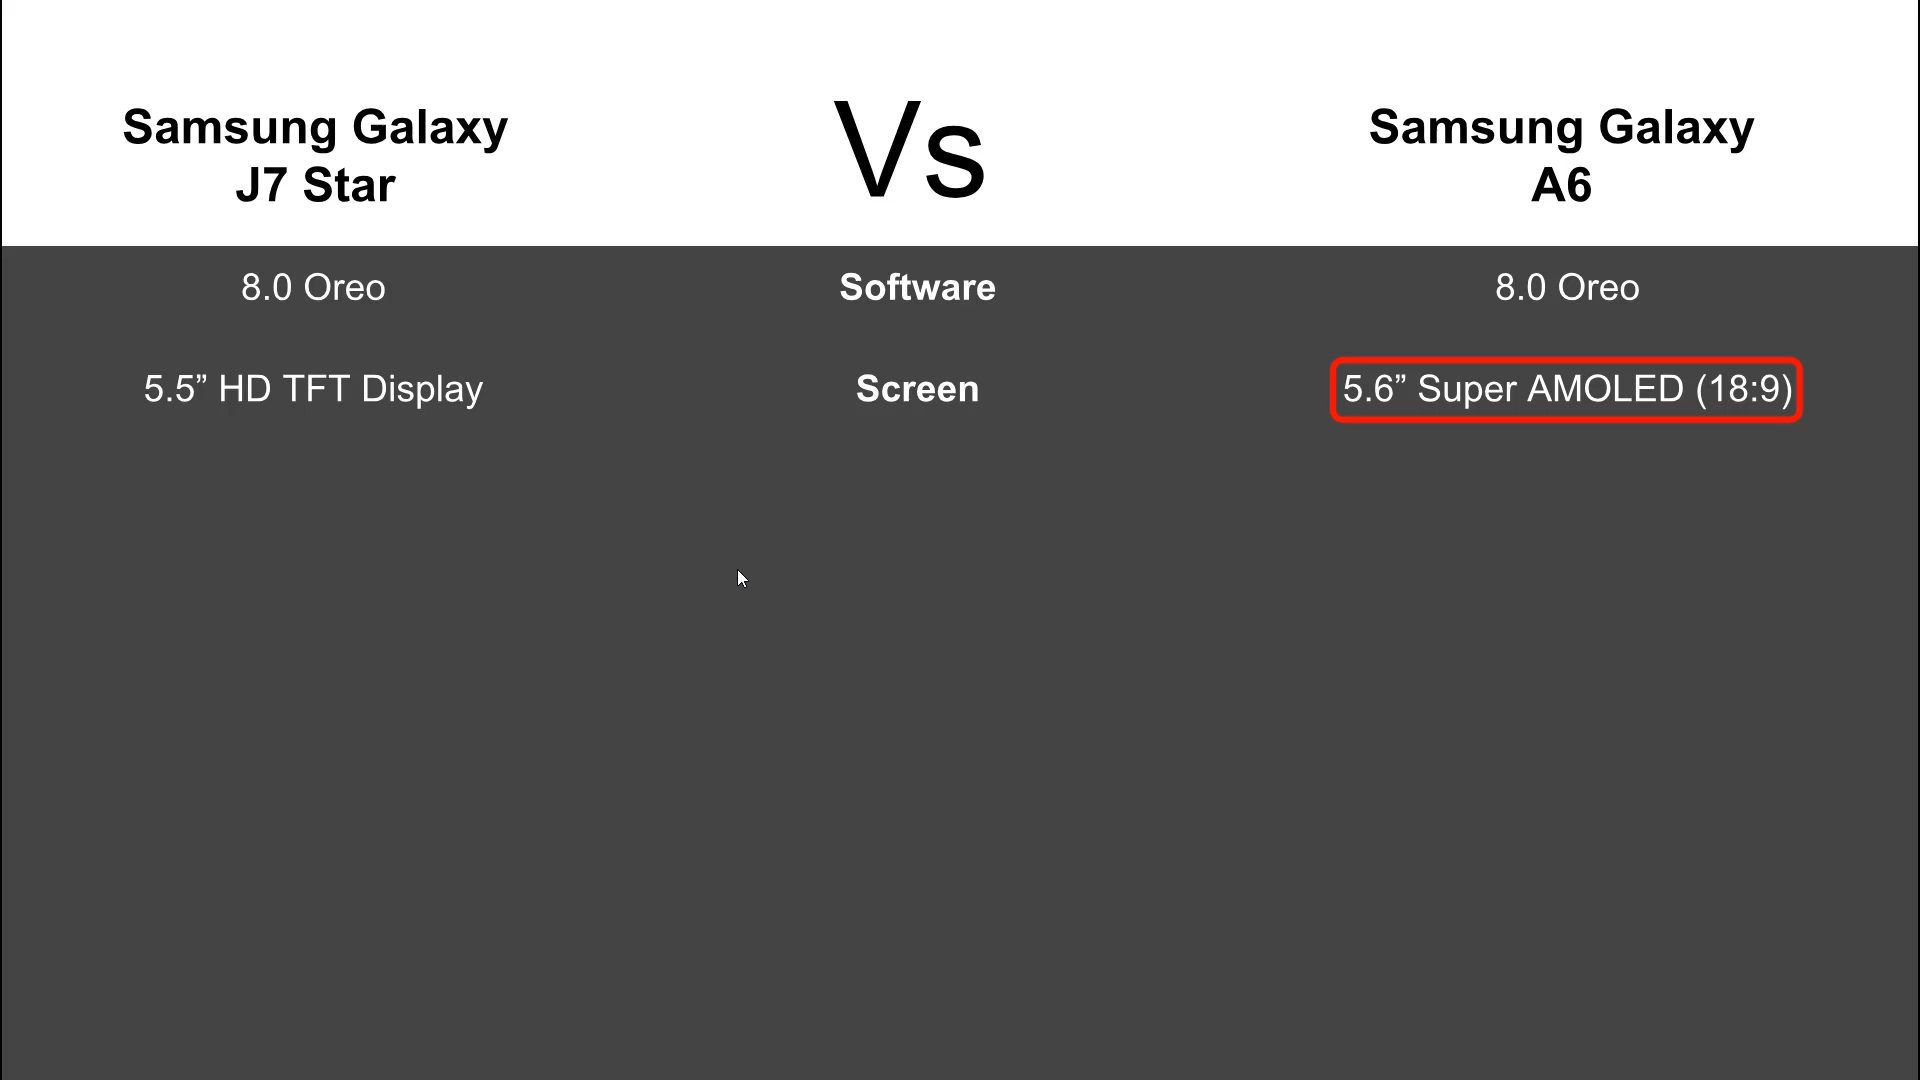 Samsung Galaxy
J7 Star
Vs
Samsung Galaxy
A6
8.0 Oreo
Software
8.0 Oreo
5.5” HD TFT Display
Screen
5.6” Super AMOLED (18:9)